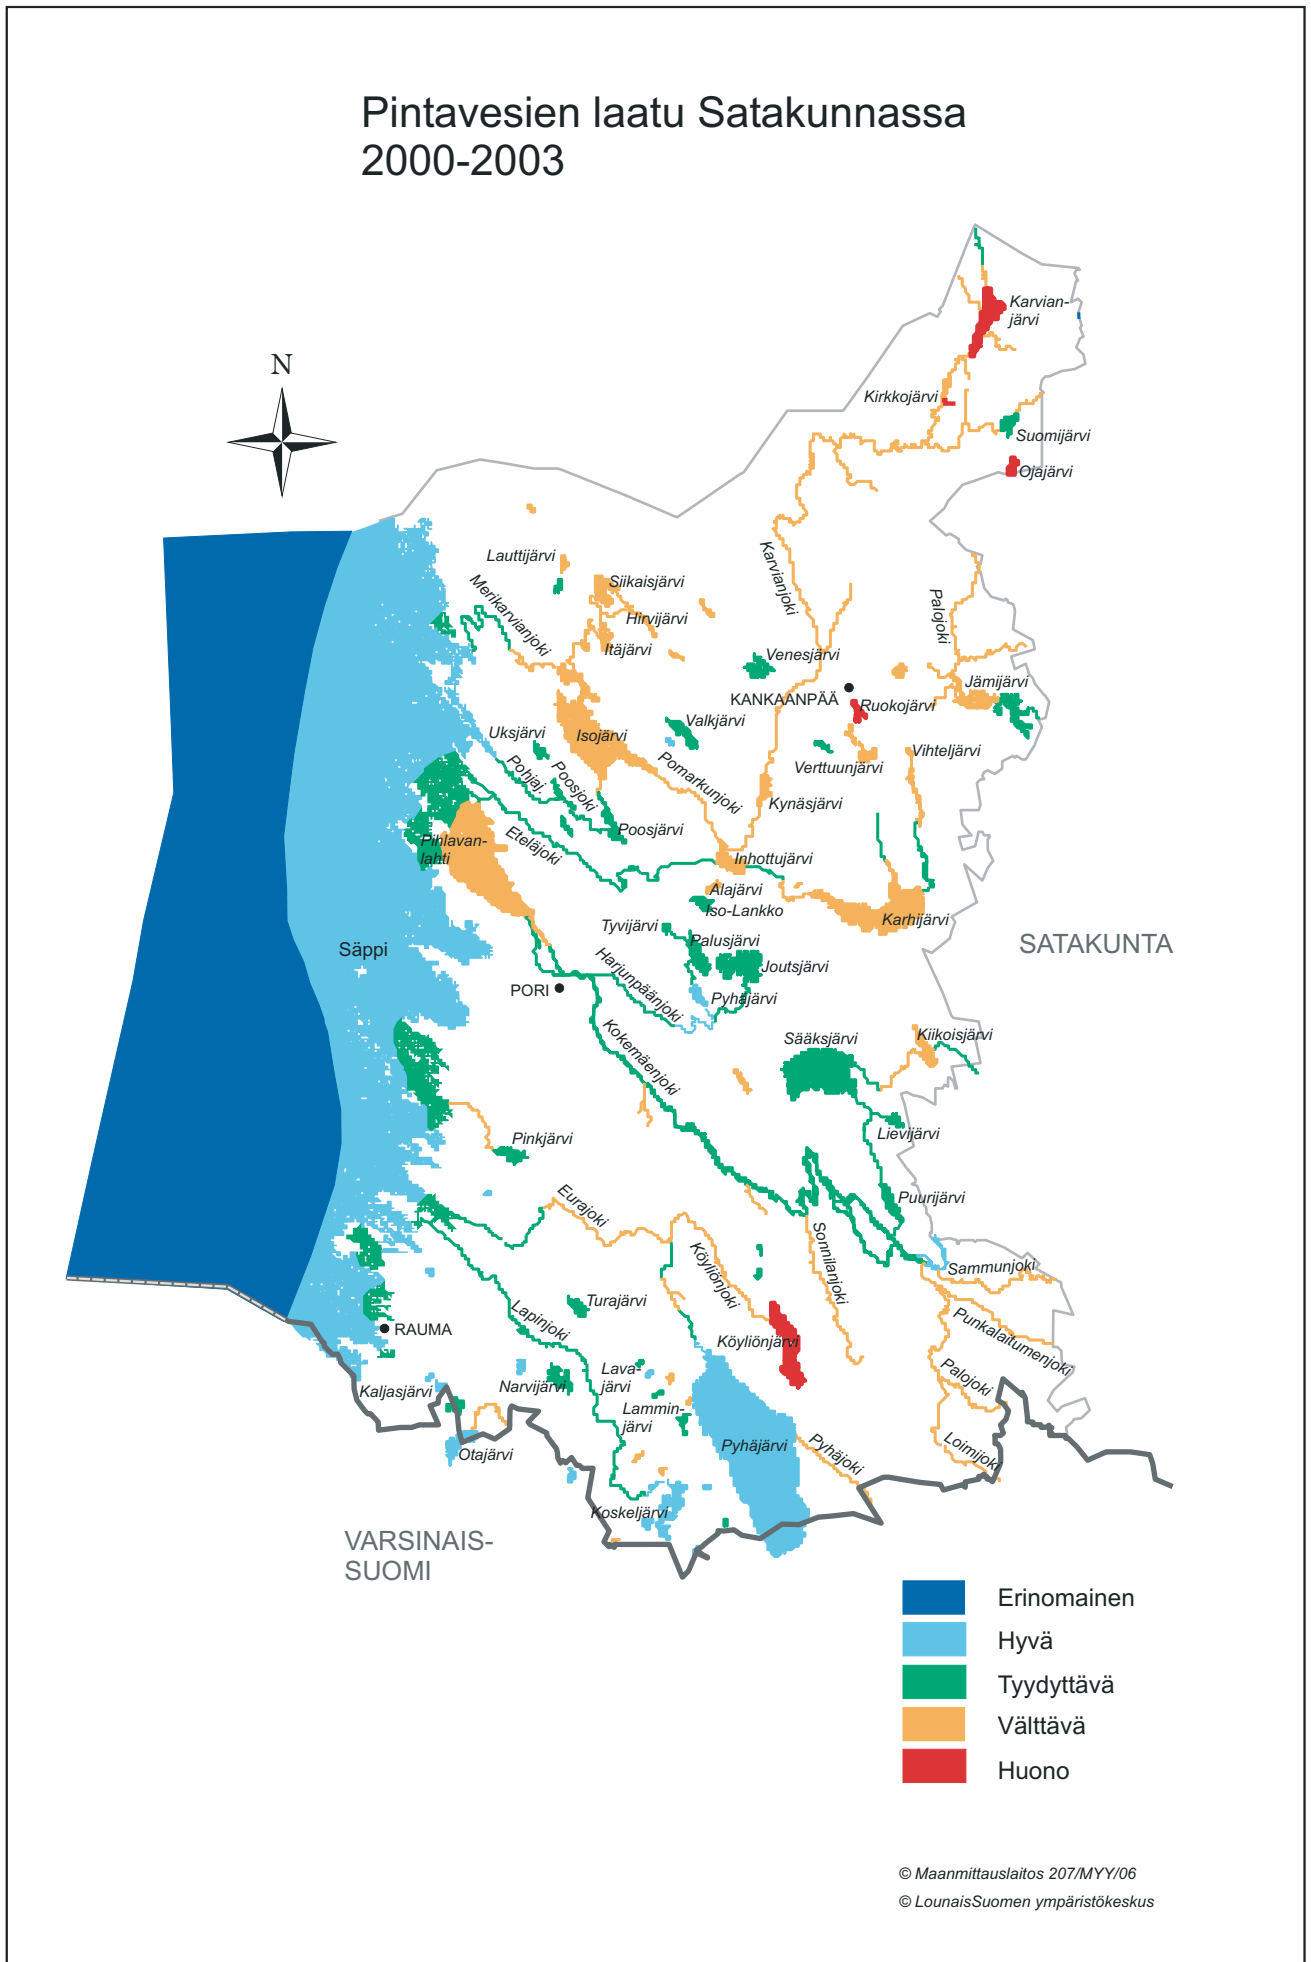 Pintavesien laatu Satakunnassa
2000-2003
N
Karvian-
järvi
Kirkkojärvi
Suomijärvi
Ojajärvi
Lauttijärvi
Siikaisjärvi
Merikarvianjoki
Hirvijärvi
Itäjärvi
Karvianjoki
Palojoki
Venesjärvi
Jämijärvi
KANKAANPÄÄ
Ruokojärvi
Valkjärvi
Uksjärvi
Isojärvi
Vihteljärvi
Verttuunjärvi
Pohjaj.
Poosjoki
Pomarkunjoki
Kynäsjärvi
Poosjärvi
Eteläjoki
Pihlavan-
lahti
Inhottujärvi
Alajärvi
Iso-Lankko
Karhijärvi
Tyvijärvi
Palusjärvi
SATAKUNTA
Säppi
Harjunpäänjoki
Joutsjärvi
PORI
Pyhäjärvi
Kokemäenjoki
Sääksjärvi
Kiikoisjärvi
Lievijärvi
Pinkjärvi
Puurijärvi
Eurajoki
Köyliönjoki
Sonnilanjoki
Sammunjoki
Turajärvi
Lapinjoki
RAUMA
Köyliönjärvi
Punkalaitumenjoki
Palojoki
Kaljasjärvi
Narvijärvi
Lava-
järvi
Lammin-
järvi
Otajärvi
Pyhäjärvi
Pyhäjoki
Loimijoki
Koskeljärvi
VARSINAIS-
SUOMI
Erinomainen
Hyvä
Tyydyttävä
Välttävä
Huono
© Maanmittauslaitos 207/MYY/06
© LounaisSuomen ympäristökeskus